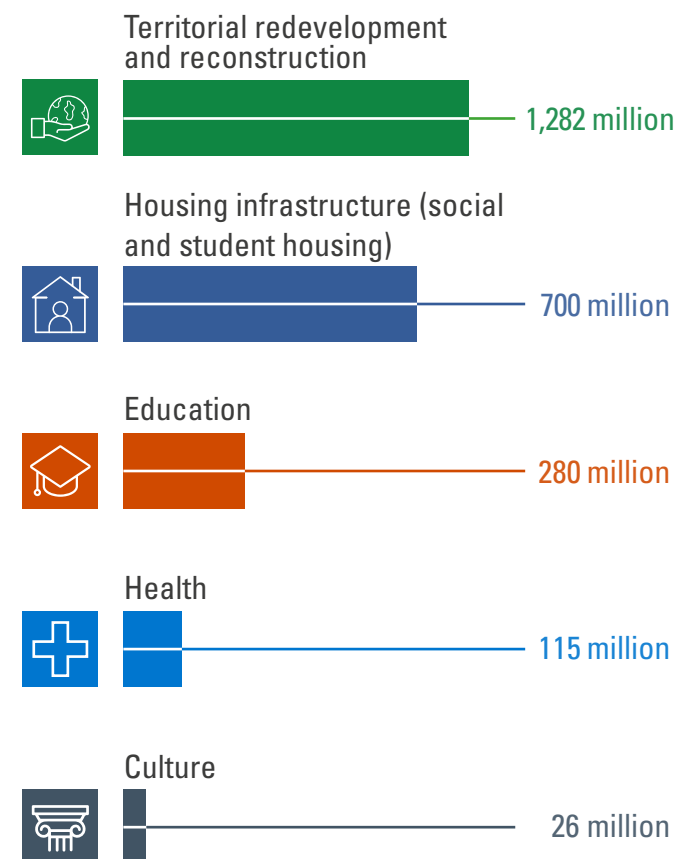 Territorial redevelopment
and reconstruction
1,282 million
Housing infrastructure (social
and student housing)
700 million
Education
280 million
Health
115 million
Culture
26 million